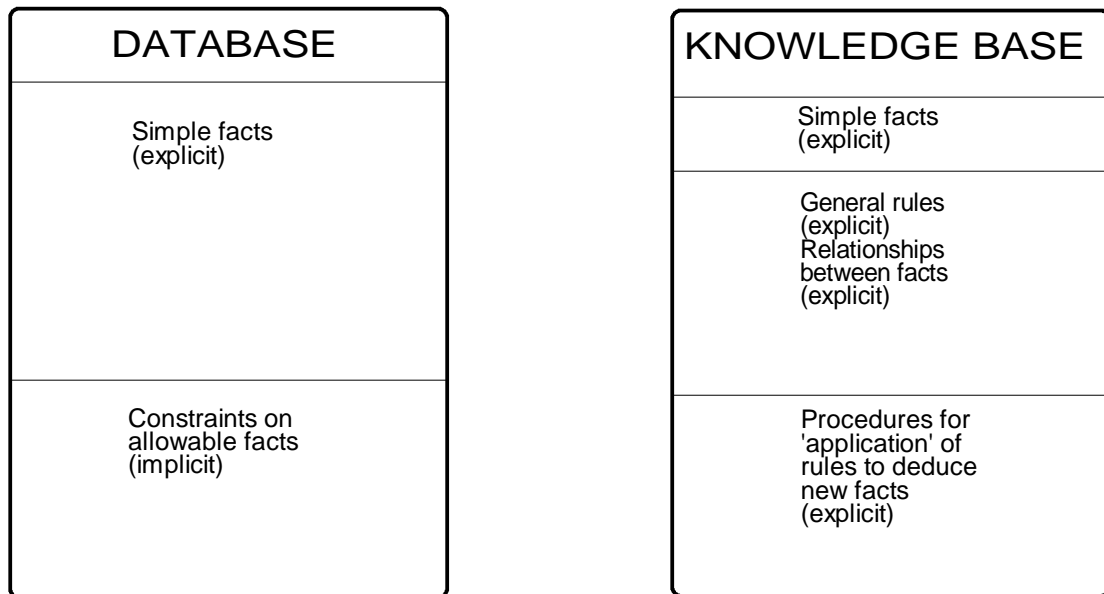 DATABASE
Simple facts
(explicit)
Constraints on
allowable facts
(implicit)
KNOWLEDGE BASE
Simple facts
(explicit)
General rules
(explicit)
Relationships
between facts
(explicit)
Procedures for
'application' of
rules to deduce
new facts
(explicit)